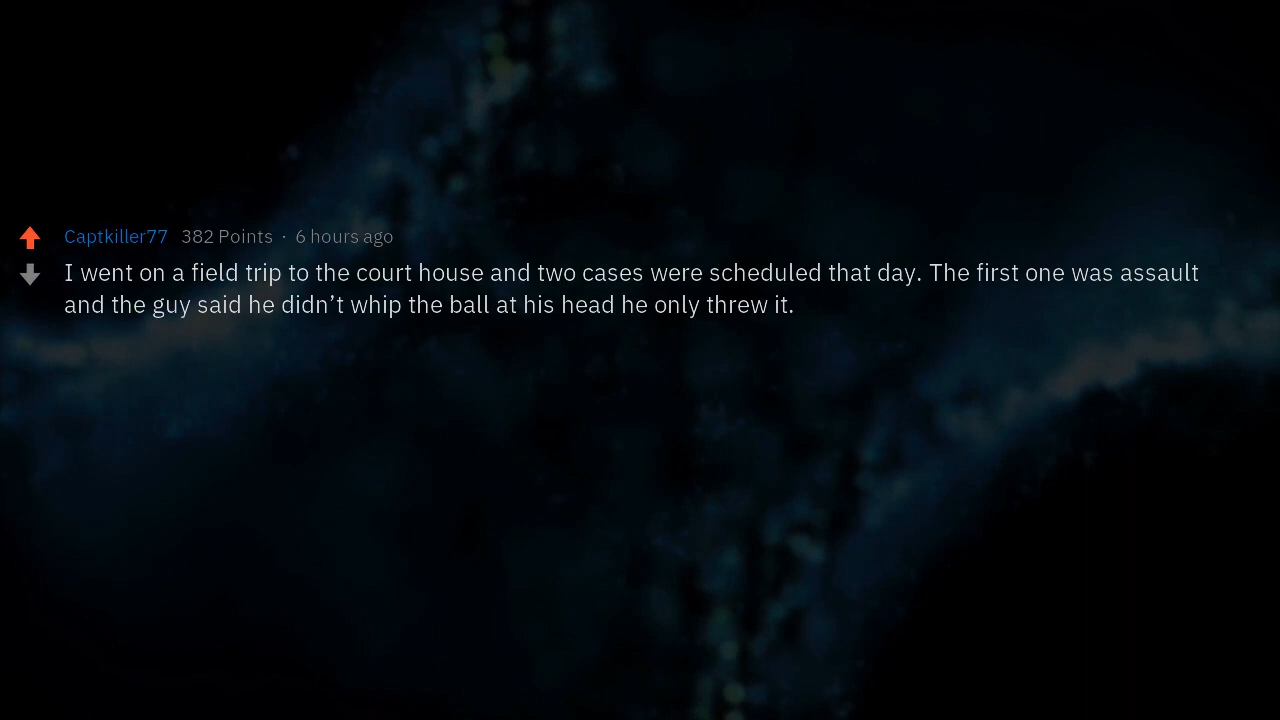 Captkiller77 382 Points · 6 hours ago
I went on a field trip to the court house and two cases were scheduled that day. The first one was assault
and the guy said he didn’t whip the ball at his head he only threw it.